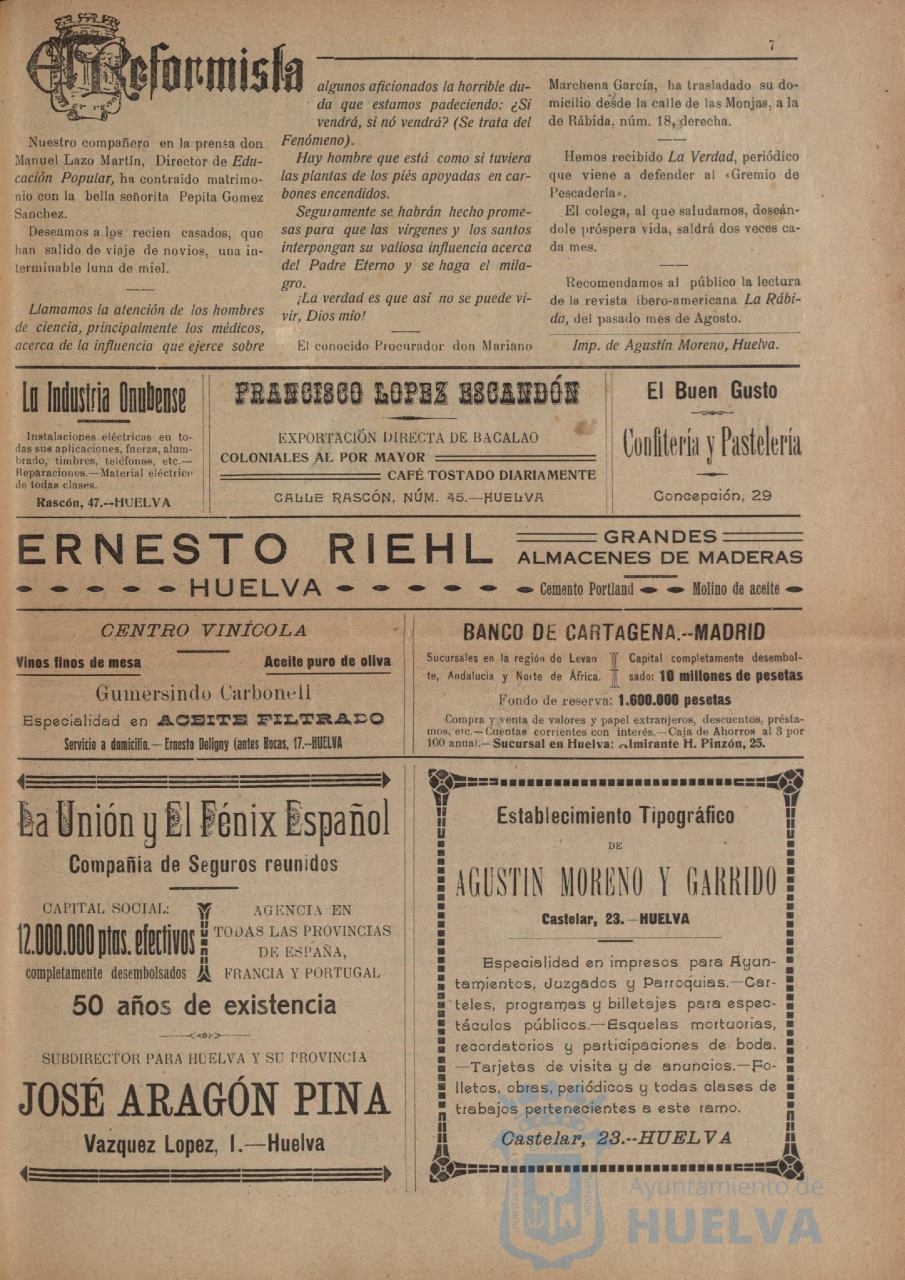 El Reformista
7
Nuestro compañero en la prensa don
Manuel Lazo Martín, Director de Edu-
cación Popular, ha contraido matrimo-
nio con la bella señorita Pepita Gomez
Sanchez.
Deseamos a los recien casados, que
han salido de viaje de novios, una in-
terminable luna de miel.
Llamamos la atención de los hombres
de ciencia, principalmente los médicos,
acerca de la influencia que ejerce sobre
algunos aficionados la horrible du-
da que estamos padeciendo: ¿Si
vendrá, si nó vendrá? (Se trata del
Fenómeno).
Hay hombre que está como si tuviera
las plantas de los piés apoyadas en car-
bones encendidos.
Seguramente se habrán hecho prome-
sas para que las vírgenes y los santos
interpongan su valiosa influencia acerca
del Padre Eterno y se haga el mila-
gro.
¡La verdad es que así no se puede vi-
vir, Dios mío!
El conocido Procurador don Mariano
Marchena García, ha trasladado su do-
micilio desde la calle de las Monjas, a la
de Rábida, núm. 18, derecha.
Hemos recibido La Verdad, periódico
que viene a defender al «Gremio de
Pescadería».
El colega, al que saludamos, deseán-
dole próspera vida, saldrá dos veces ca-
da mes.
Recomendamos al público la lectura
de la revista ibero-americana La Rábi-
da, del pasado mes de Agosto.
Imp. de Agustín Moreno, Huelva.
La Industria Onubense
Instalaciones eléctricas en to-
das sus aplicaciones, fuerza, alum-
brado, timbres, teléfonos, etc.—
Reparaciones.—Material eléctrico
de todas clases.
Rascón, 47.--HUELVA
FRANCISCO LOPEZ ESCANDÓN
EXPORTACIÓN DIRECTA DE BACALAO
COLONIALES AL POR MAYOR
CAFÉ TOSTADO DIARIAMENTE
CALLE RASCÓN, NÚM. 45.—HUELVA
El Buen Gusto
Confitería y Pastelería
Concepción, 29
ERNESTO RIEHL
HUELVA
GRANDES
ALMACENES DE MADERAS
Cemento Portland
Molino de aceite
CENTRO VINÍCOLA
Vinos finos de mesa
Aceite puro de oliva
Gumersindo Carbonell
Especialidad en ACEITE FILTRADO
Servicio a domicilio.—Ernesto Deligny (antes Bocas, 17.--HUELVA
BANCO DE CARTAGENA.--MADRID
Sucursales en la región de Levan
te, Andalucia y Norte de África.
Capital completamente desembol-
sado: 10 millones de pesetas
Fondo de reserva: 1.600.000 pesetas
Compra y venta de valores y papel extranjeros, descuentos, présta-
mos, etc.—Cuentas corrientes con interés.—Caja de Ahorros al 3 por
100 anual.—Sucursal en Huelva: Almirante H. Pinzón, 25.
La Unión y El Fénix Español
Compañia de Seguros reunidos
CAPITAL SOCIAL:
12.000.000 ptas. efectivos
completamente desembolsados
AGENCIA EN
TODAS LAS PROVINCIAS
DE ESPAÑA,
FRANCIA Y PORTUGAL
50 años de existencia
SUBDIRECTOR PARA HUELVA Y SU PROVINCIA
JOSÉ ARAGÓN PINA
Vazquez Lopez, I.—Huelva
Establecimiento Tipográfico
DE
AGUSTIN MORENO Y GARRIDO
Castelar, 23.—HUELVA
Especialidad en impresos para Ayun-
tamientos, Juzgados y Parroquias.—Car-
teles, programas y billetajes para espec-
táculos públicos.—Esquelas mortuorias,
recordatorios y participaciones de boda.
—Tarjetas de visita y de anuncios.—Fo-
lletos, obras, periódicos y todas clases de
trabajos pertenecientes a este ramo.
Castelar, 23.--HUELVA
Ayuntamiento de
HUELVA